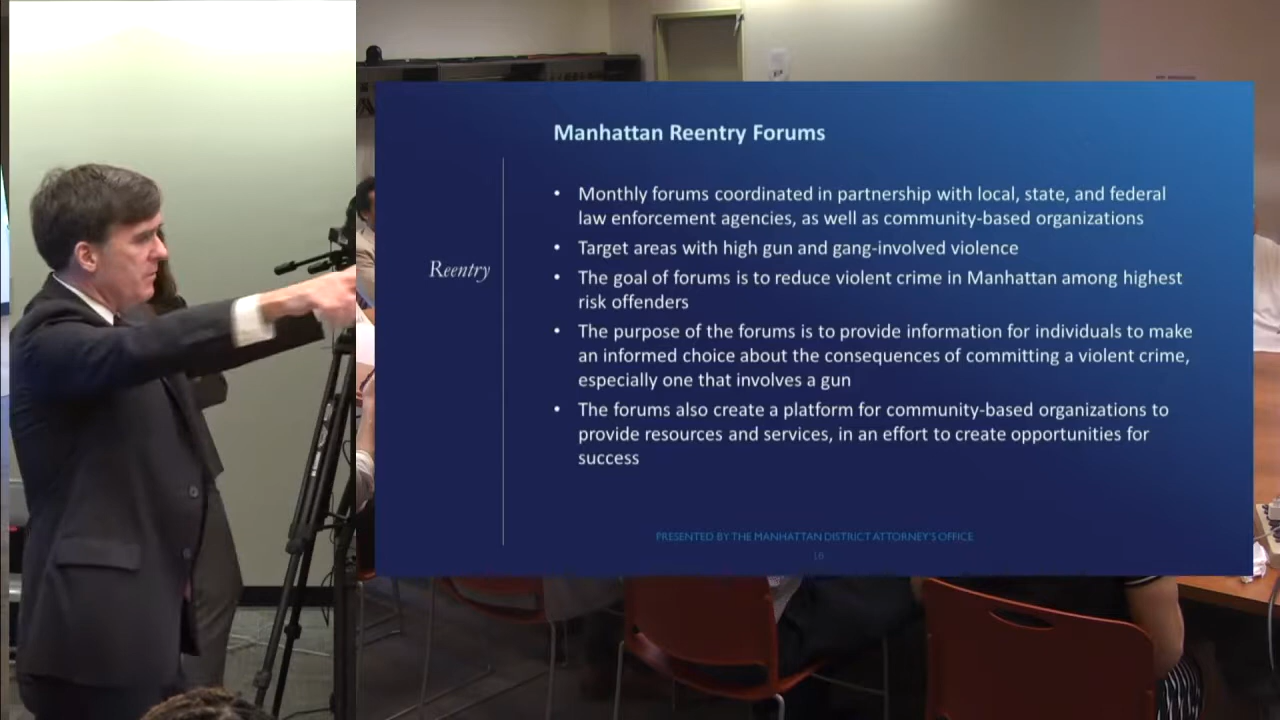 Manhattan Reentry Forums
Reentry
• Monthly forums coordinated in partnership with local, state, and federal
law enforcement agencies, as well as community-based organizations
• Target areas with high gun and gang-involved violence
• The goal of forums is to reduce violent crime in Manhattan among highest
risk offenders
• The purpose of the forums is to provide information for individuals to make
an informed choice about the consequences of committing a violent crime,
especially one that involves a gun
• The forums also create a platform for community-based organizations to
provide resources and services, in an effort to create opportunities for
success
PRESENTED BY THE MANHATTAN DISTRICT ATTORNEY'S OFFICE